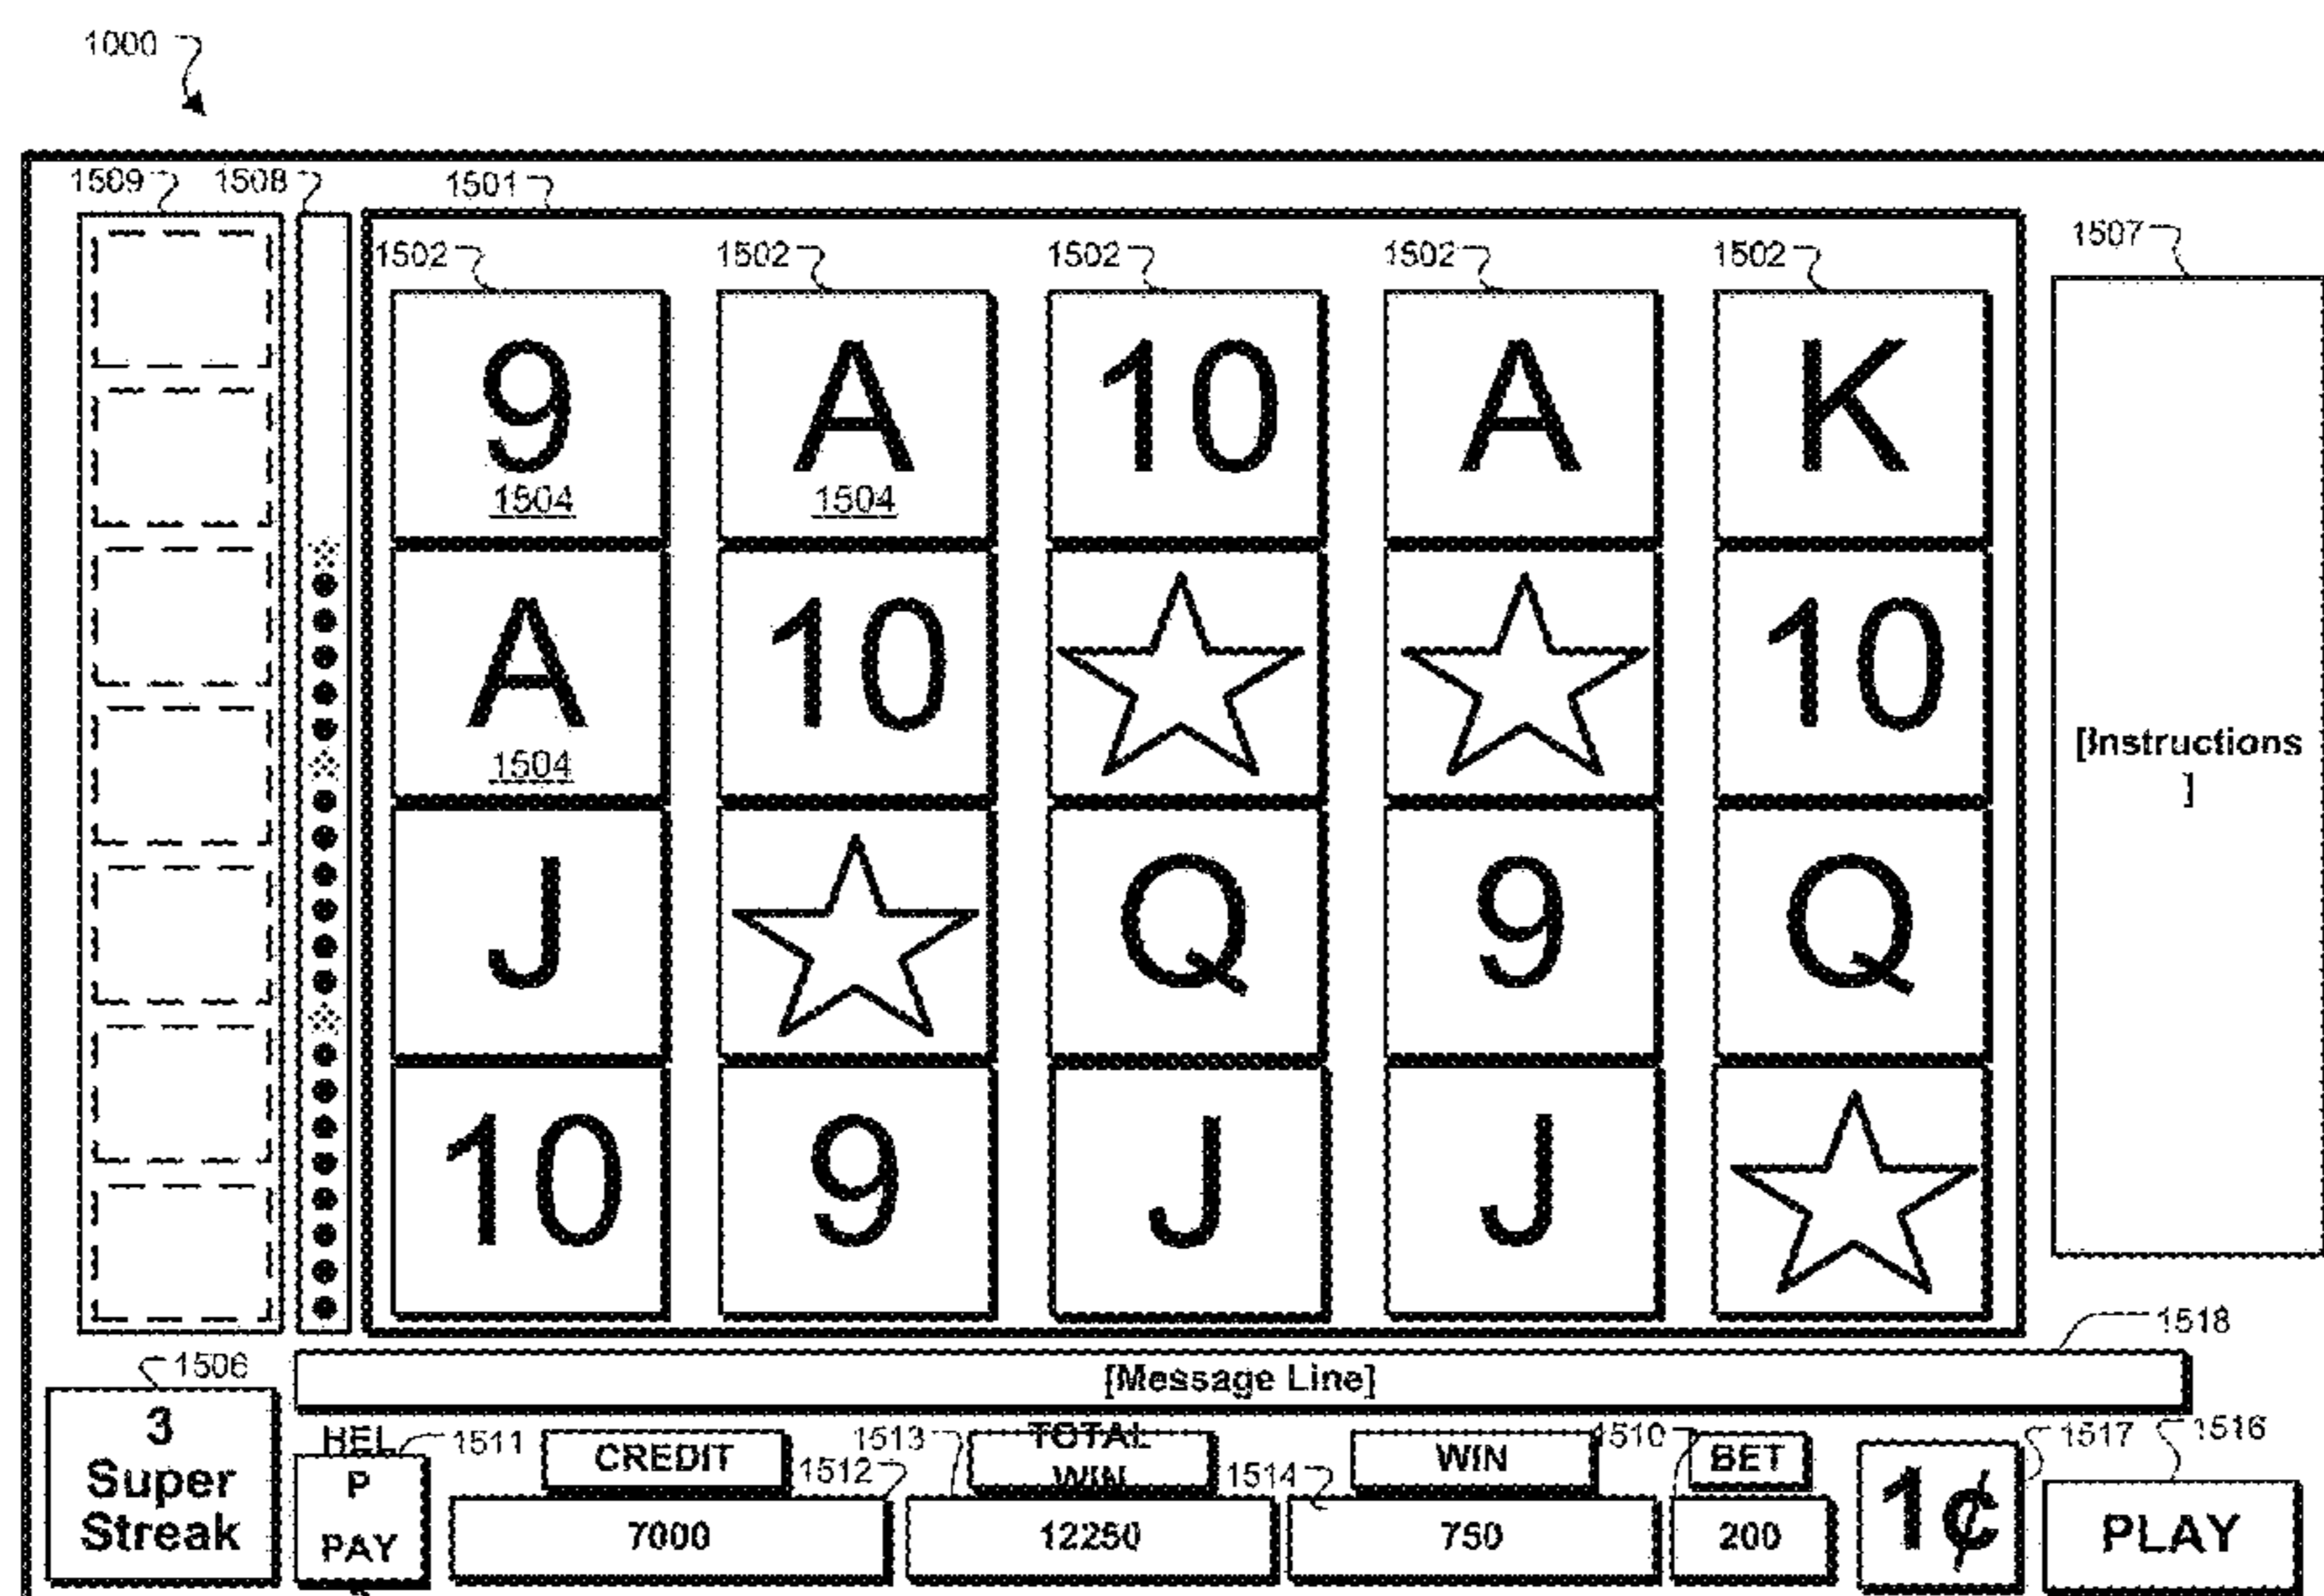 1000
1509 1508 1501
1502 1502 1502 1502 1502 1507
9 A 10 A K
1504 1504
A 10 10
1504
[Instructions
]
J Q 9 Q
10 9 J J
1518
1506
[Message Line]
3
Super
Streak
HEL
P
PAY
1511
CREDIT
1512
7000
1513
TOTAL
WIN
12250
1514
WIN
750
1510
BET
200
1¢
1517
1516
PLAY